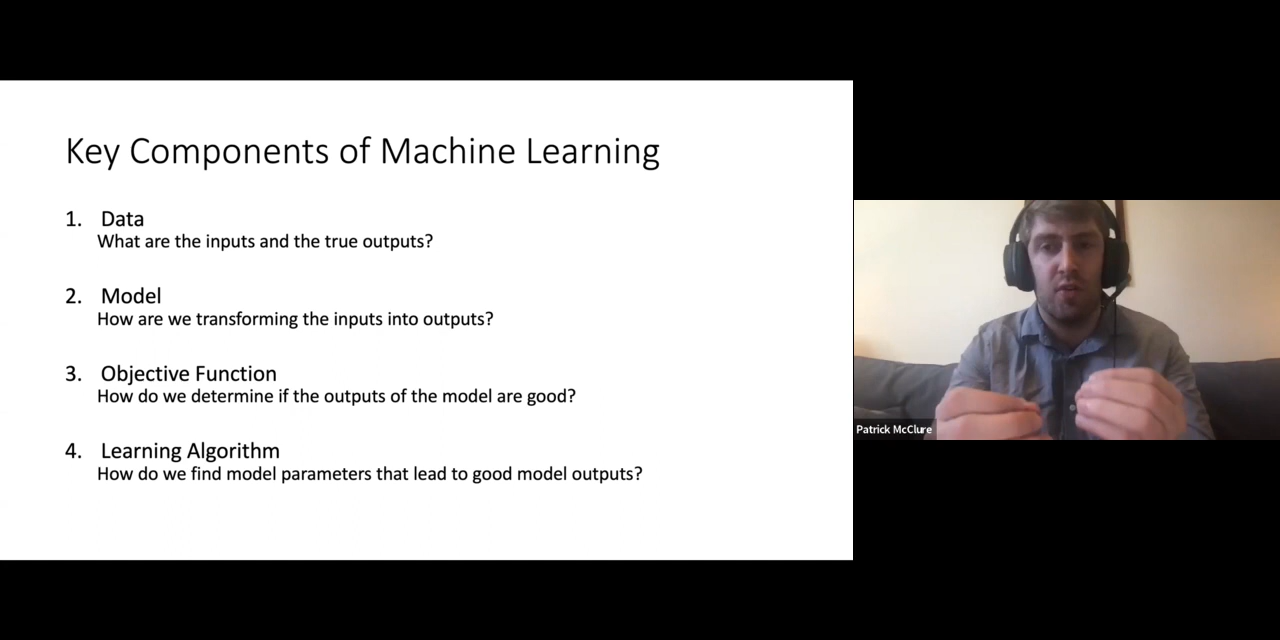 Key Components of Machine Learning
1. Data
What are the inputs and the true outputs?
2. Model
How are we transforming the inputs into outputs?
3. Objective Function
How do we determine if the outputs of the model are good?
4. Learning Algorithm
How do we find model parameters that lead to good model outputs?
Patrick McClure